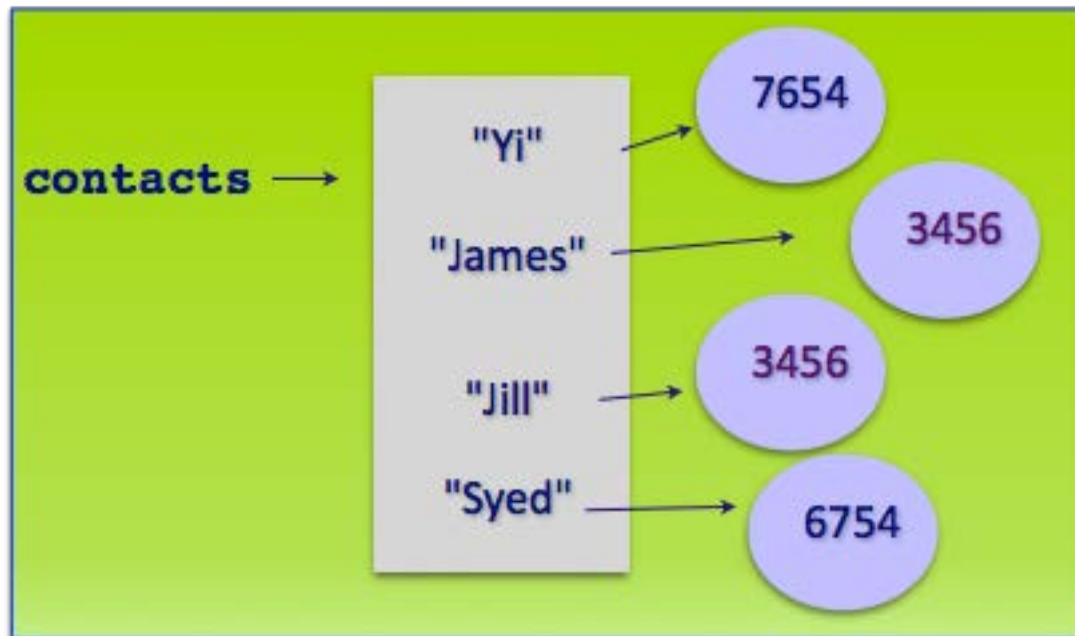 contacts
"Yi"
7654
"James"
3456
"Jill"
3456
"Syed"
6754